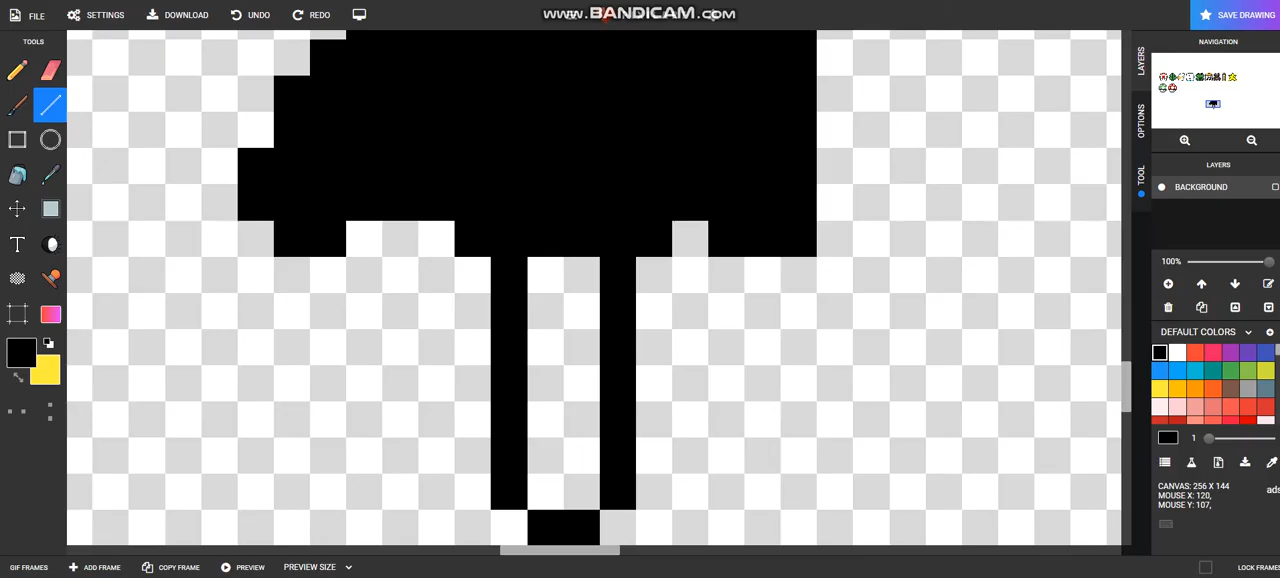 FILE SETTINGS DOWNLOAD UNDO REDO www.BANDICAM.com SAVE DRAWING
TOOLS
NAVIGATION
LAYERS
OPTIONS
TOOL
LAYERS
BACKGROUND
100%
T
DEFAULT COLORS
1
CANVAS: 256 X 144
MOUSE X: 120,
MOUSE Y: 107,
ads
GIF FRAMES ADD FRAME COPY FRAME PREVIEW PREVIEW SIZE LOCK FRAMES